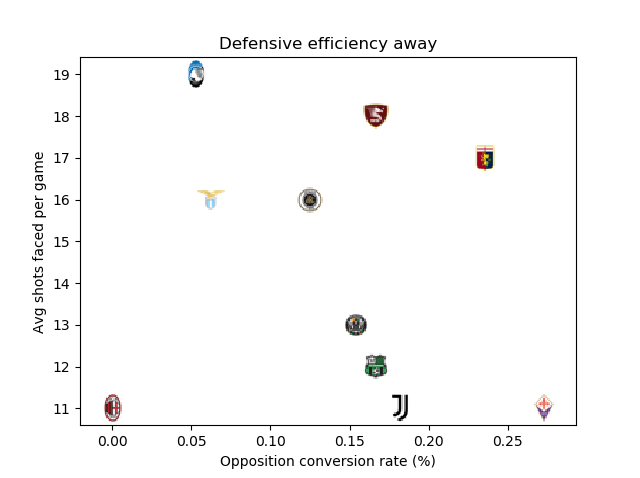 Defensive efficiency away
Avg shots faced per game
19
18
17
16
15
14
13
12
11
0.00 0.05 0.10 0.15 0.20 0.25
Opposition conversion rate (%)